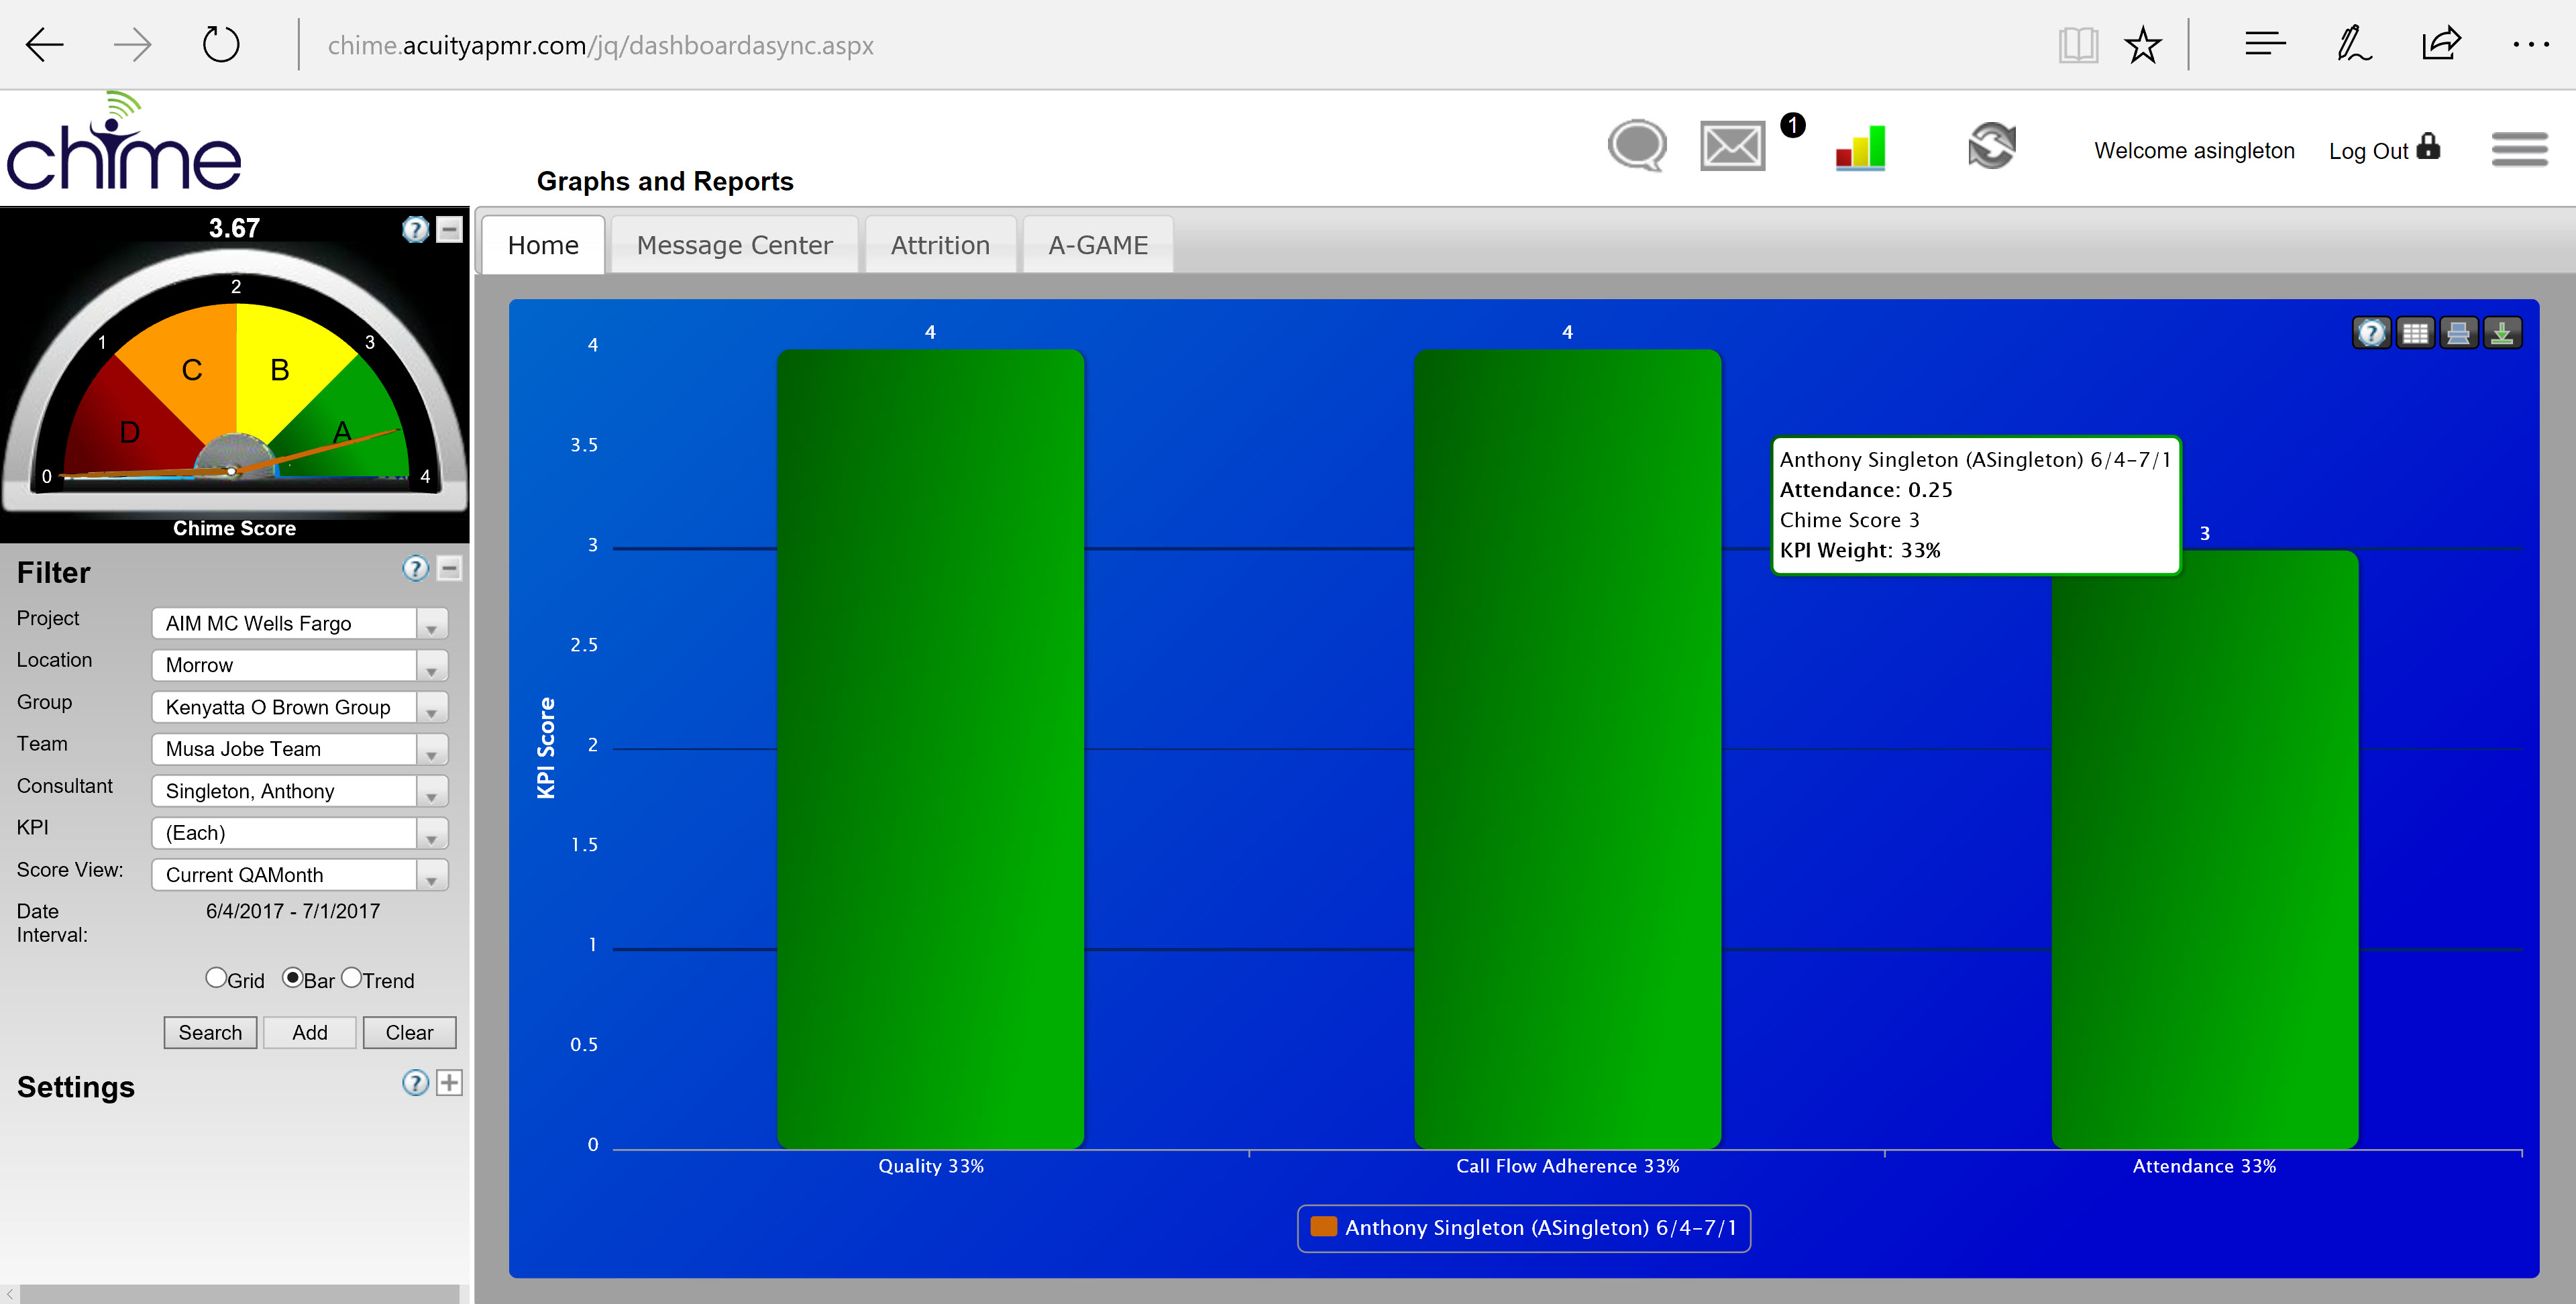 chime.acuityapmr.com/jq/dashboardasync.aspx
chime
Graphs and Reports
1
Welcome asingleton
Log Out
3.67
Home
Message Center
Attrition
A-GAME
0
1
2
3
4
D
C
B
A
Chime Score
Filter
Project
AIM MC Wells Fargo
Location
Morrow
Group
Kenyatta O Brown Group
Team
Musa Jobe Team
Consultant
Singleton, Anthony
KPI
(Each)
Score View:
Current QAMonth
Date
Interval:
6/4/2017 - 7/1/2017
Grid
Bar
Trend
Search
Add
Clear
Settings
KPI Score
4
3.5
3
2.5
2
1.5
1
0.5
0
4
4
3
Anthony Singleton (ASingleton) 6/4-7/1
Attendance: 0.25
Chime Score 3
KPI Weight: 33%
Quality 33%
Call Flow Adherence 33%
Attendance 33%
Anthony Singleton (ASingleton) 6/4-7/1